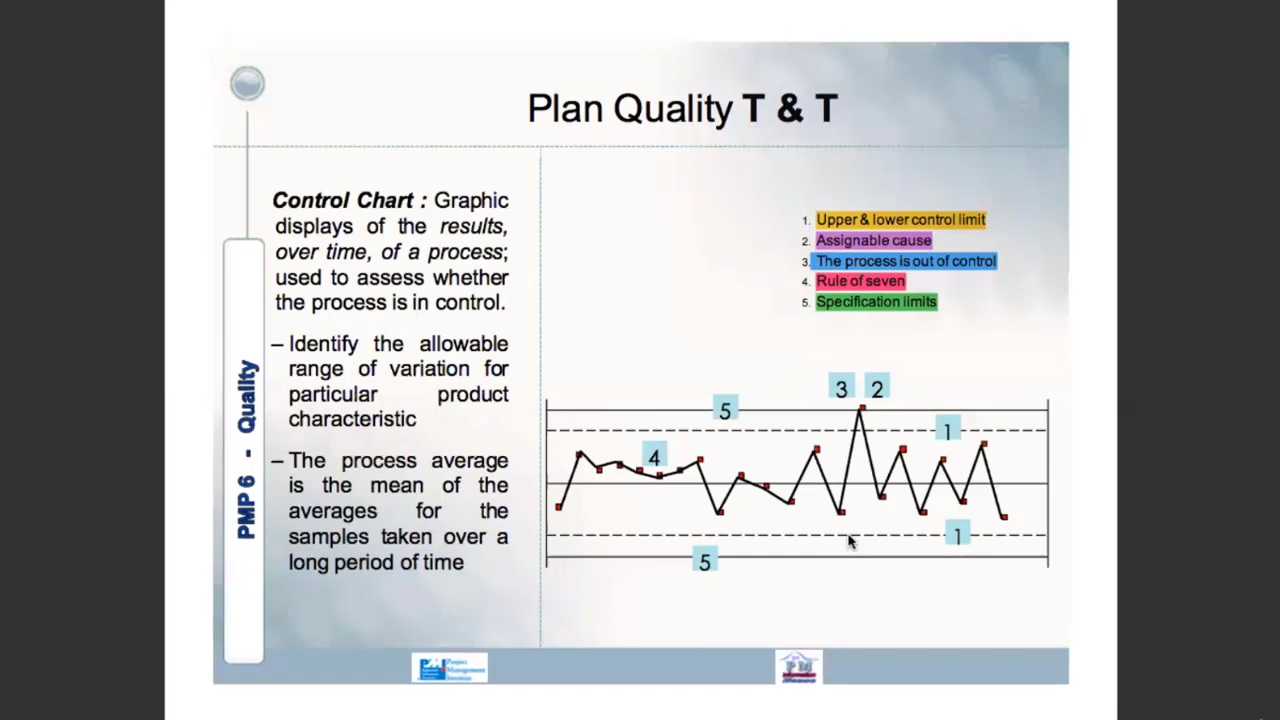 Plan Quality T & T
Control Chart : Graphic
displays of the results,
over time, of a process;
used to assess whether
the process is in control.
– Identify the allowable
range of variation for
particular product
characteristic
– The process average
is the mean of the
averages for the
samples taken over a
long period of time
PMP 6 - Quality
1. Upper & lower control limit
2. Assignable cause
3. The process is out of control
4. Rule of seven
5. Specification limits
3 2
5
1
4
1
5
Project
Management
Institute
PM